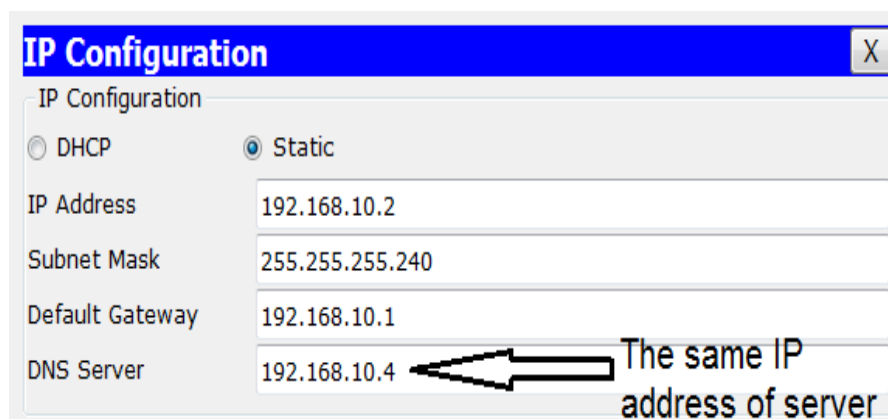 IP Configuration X
IP Configuration
DHCP Static
IP Address 192.168.10.2
Subnet Mask 255.255.255.240
Default Gateway 192.168.10.1
DNS Server 192.168.10.4 The same IP
address of server